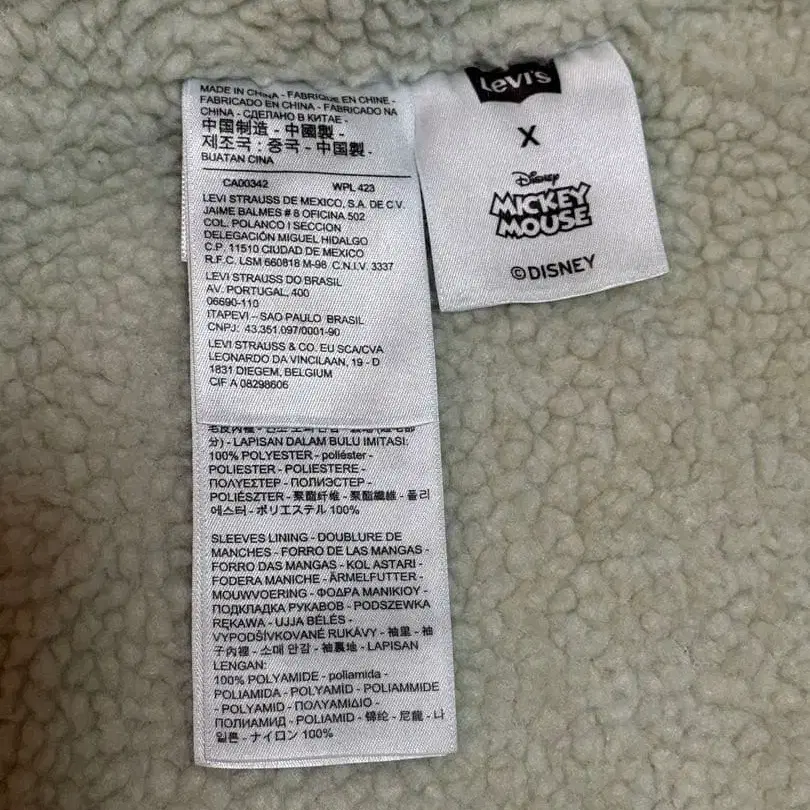 MADE IN CHINA - FABRIQUE EN CHINE -
FABRICADO EN CHINA - FABRICADO NA
CHINA - СДЕЛАНО В КИТАЕ -
中国制造 - 中國製 -
제조국 : 중국 - 中国製 -
BUATAN CINA
CA00342 WPL 423
LEVI STRAUSS DE MEXICO, S.A. DE C.V.
JAIME BALMES # 8 OFICINA 502
COL. POLANCO I SECCION
DELEGACIÓN MIGUEL HIDALGO
C.P. 11510 CIUDAD DE MEXICO
R.F.C. LSM 660818 M-98 C.N.I.V. 3337
LEVI STRAUSS DO BRASIL
AV. PORTUGAL, 400
06690-110
ITAPEVI – SAO PAULO BRASIL
CNPJ: 43.351.097/0001-90
LEVI STRAUSS & CO. EU SCA/CVA
LEONARDO DA VINCILAAN, 19 - D
1831 DIEGEM, BELGIUM
CIF A 08298606
分) - LAPISAN DALAM BULU IMITASI:
100% POLYESTER - poliéster -
POLIESTER - POLIESTERE -
ΠΟΛΥΕΣΤΕΡ - ПОЛИЭСТЕР -
POLIÉSZTER - 聚酯纤维 - 聚酯纖維 - 폴리
에스터 - ポリエステル 100%
SLEEVES LINING - DOUBLURE DE
MANCHES - FORRO DE LAS MANGAS -
FORRO DAS MANGAS - KOL ASTARI -
FODERA MANICHE - ÄRMELFUTTER -
MOUWVOERING - ΦΟΔΡΑ ΜΑΝΙΚΙΟΥ -
ПОДКЛАДКА РУКАВОВ - PODSZEWKA
RĘKAWA - UJJA BÉLÉS -
VYPODŠÍVKOVANÉ RUKÁVY - 袖里 - 袖
子內裡 - 소매 안감 - 袖裏地 - LAPISAN
LENGAN:
100% POLYAMIDE - poliamida -
POLIAMIDA - POLYAMID - POLIAMMIDE
- POLYAMID - ΠΟΛΥΑΜΙΔΙΟ -
ПОЛИАМИД - POLIAMID - 锦纶 - 尼龍 - 나
일론 - ナイロン 100%
Levi's
X
Disney
MICKEY
MOUSE
©DISNEY